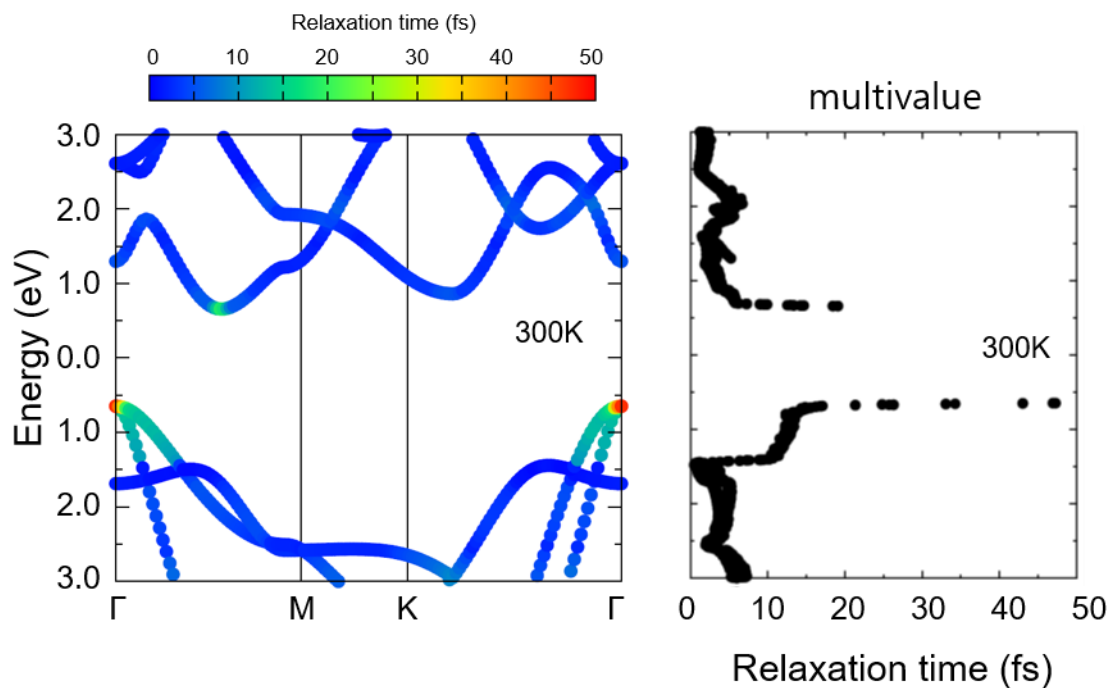 Relaxation time (fs)
0 10 20 30 40 50
multivalue
3.0
2.0
1.0
0.0
1.0
2.0
3.0
Energy (eV)
300K
300K
Γ M K Γ
0 10 20 30 40 50
Relaxation time (fs)